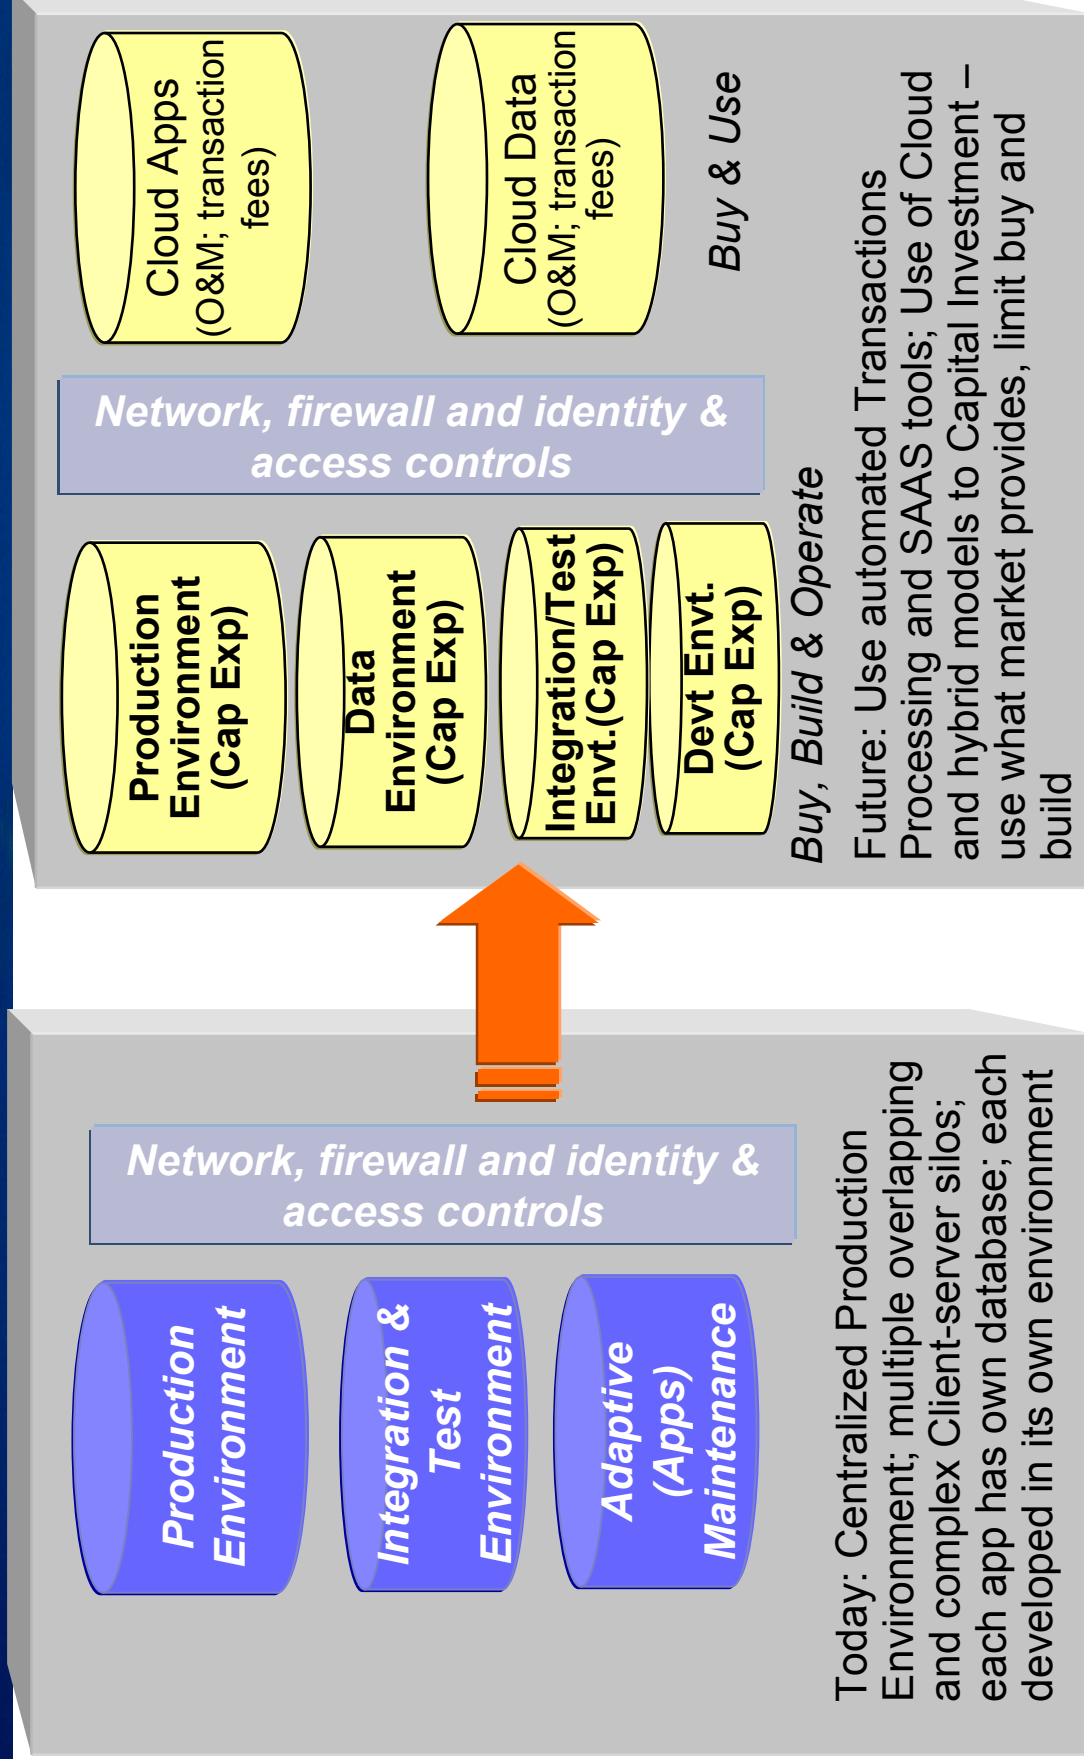 Production
Environment
Integration &
Test
Environment
Adaptive
(Apps)
Maintenance
Network, firewall and identity &
access controls
Today: Centralized Production
Environment; multiple overlapping
and complex Client-server silos;
each app has own database; each
developed in its own environment
Production
Environment
(Cap Exp)
Data
Environment
(Cap Exp)
Integration/Test
Envt.(Cap Exp)
Devt Envt.
(Cap Exp)
Buy, Build & Operate
Network, firewall and identity &
access controls
Cloud Apps
(O&M; transaction
fees)
Cloud Data
(O&M; transaction
fees)
Buy & Use
Future: Use automated Transactions
Processing and SAAS tools; Use of Cloud
and hybrid models to Capital Investment –
use what market provides, limit buy and
build